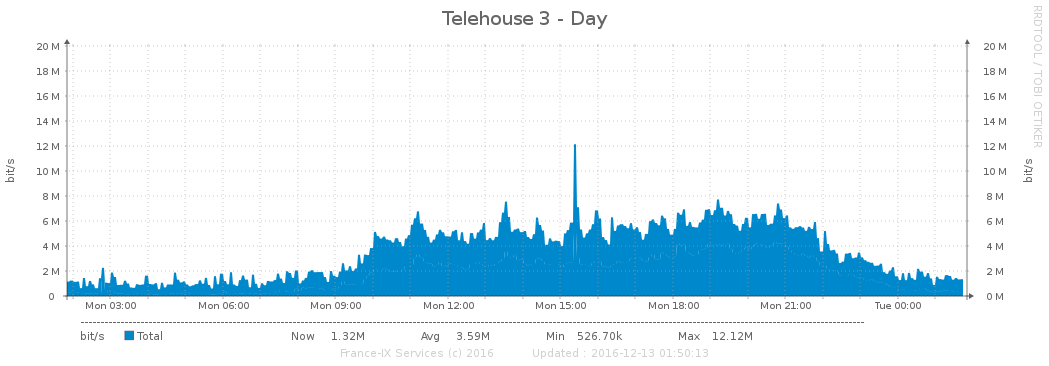 Telehouse 3 - Day
RRDTOOL / TOBI OETIKER
bit/s
20 M 20 M
18 M 18 M
16 M 16 M
14 M 14 M
12 M 12 M
10 M 10 M
8 M 8 M
6 M 6 M
4 M 4 M
2 M 2 M
0 0 M
bit/s
Mon 03:00 Mon 06:00 Mon 09:00 Mon 12:00 Mon 15:00 Mon 18:00 Mon 21:00 Tue 00:00
bit/s Total Now 1.32M Avg 3.59M Min 526.70k Max 12.12M
France-IX Services (c) 2016 Updated : 2016-12-13 01:50:13